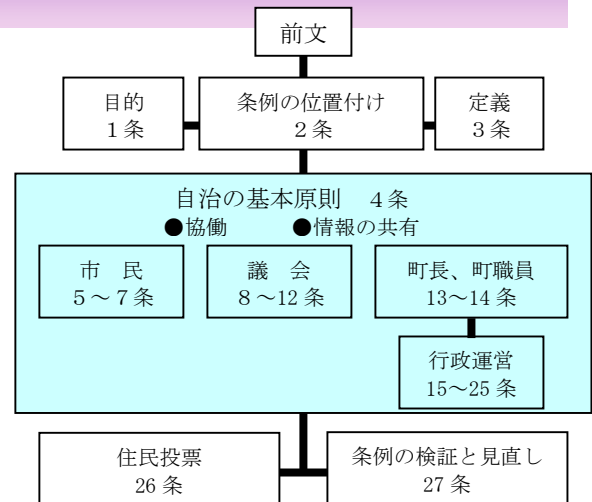 前文
目的
1条
条例の位置付け
2条
定義
3条
自治の基本原則 4条
●協働 ●情報の共有
市 民
5～7条
議 会
8～12条
町長、町職員
13～14条
行政運営
15～25条
住民投票
26条
条例の検証と見直し
27条